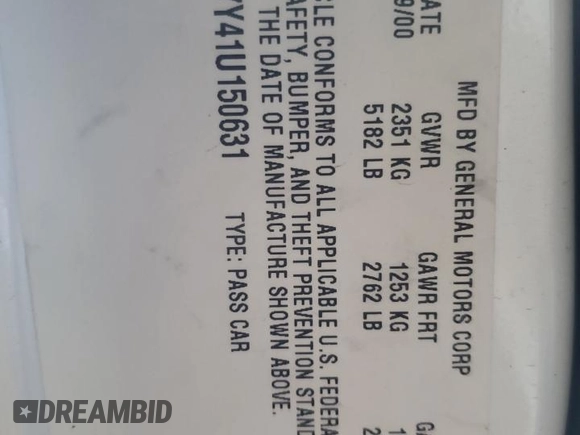 MFD BY GENERAL MOTORS CORP
ATE GVWR GAWR FRT
9/00 2351 KG 1253 KG
5182 LB 2762 LB
CONFORMS TO ALL APPLICABLE U.S. FEDERA
AFETY, BUMPER, AND THEFT PREVENTION STAND
THE DATE OF MANUFACTURE SHOWN ABOVE.
Y41U150631 TYPE: PASS CAR
DREAMBID